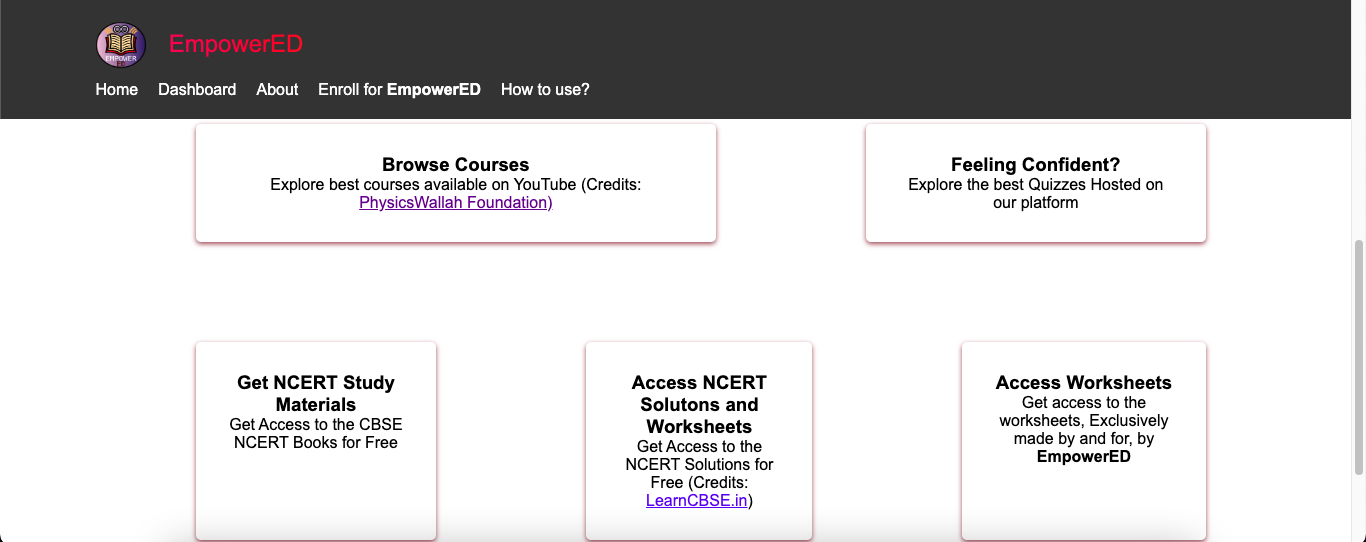 EMPOWER
ED
EmpowerED
Home Dashboard About Enroll for EmpowerED How to use?
Browse Courses
Explore best courses available on YouTube (Credits:
PhysicsWallah Foundation)
Feeling Confident?
Explore the best Quizzes Hosted on
our platform
Get NCERT Study
Materials
Get Access to the CBSE
NCERT Books for Free
Access NCERT
Solutons and
Worksheets
Get Access to the
NCERT Solutions for
Free (Credits:
LearnCBSE.in)
Access Worksheets
Get access to the
worksheets, Exclusively
made by and for, by
EmpowerED